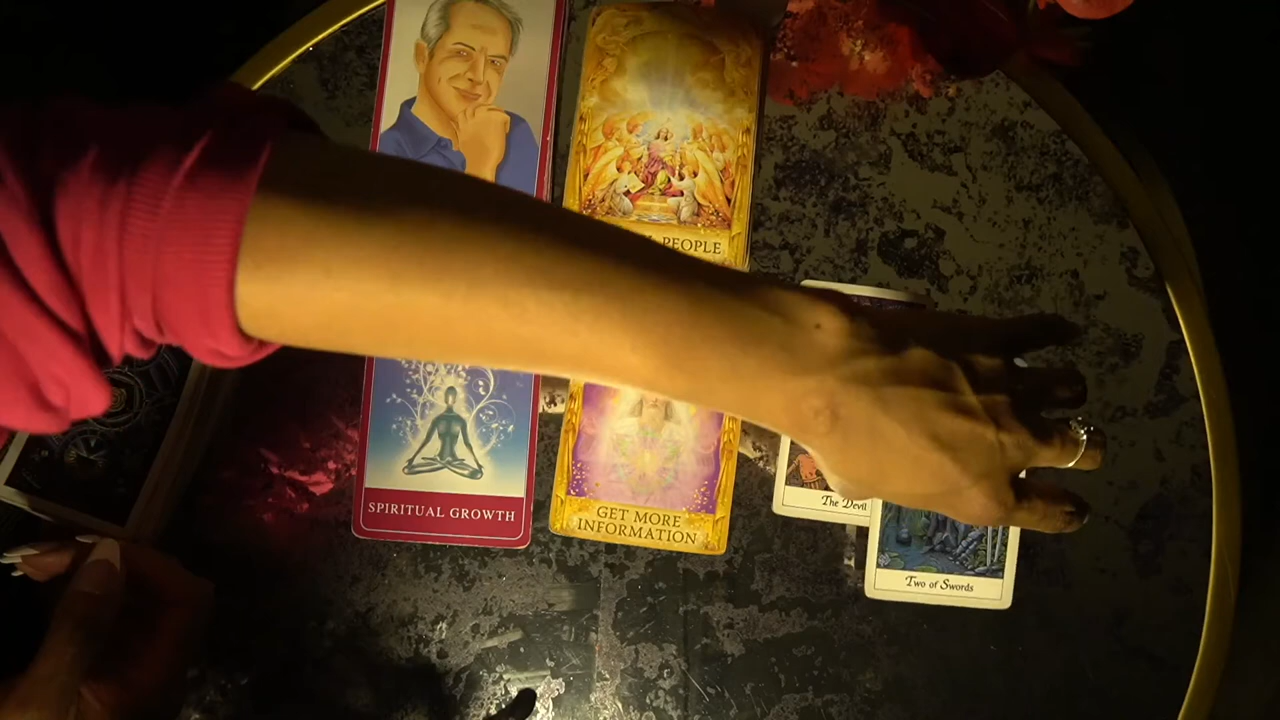 PEOPLE
SPIRITUAL GROWTH
GET MORE
INFORMATION
The Devil
Two of Swords